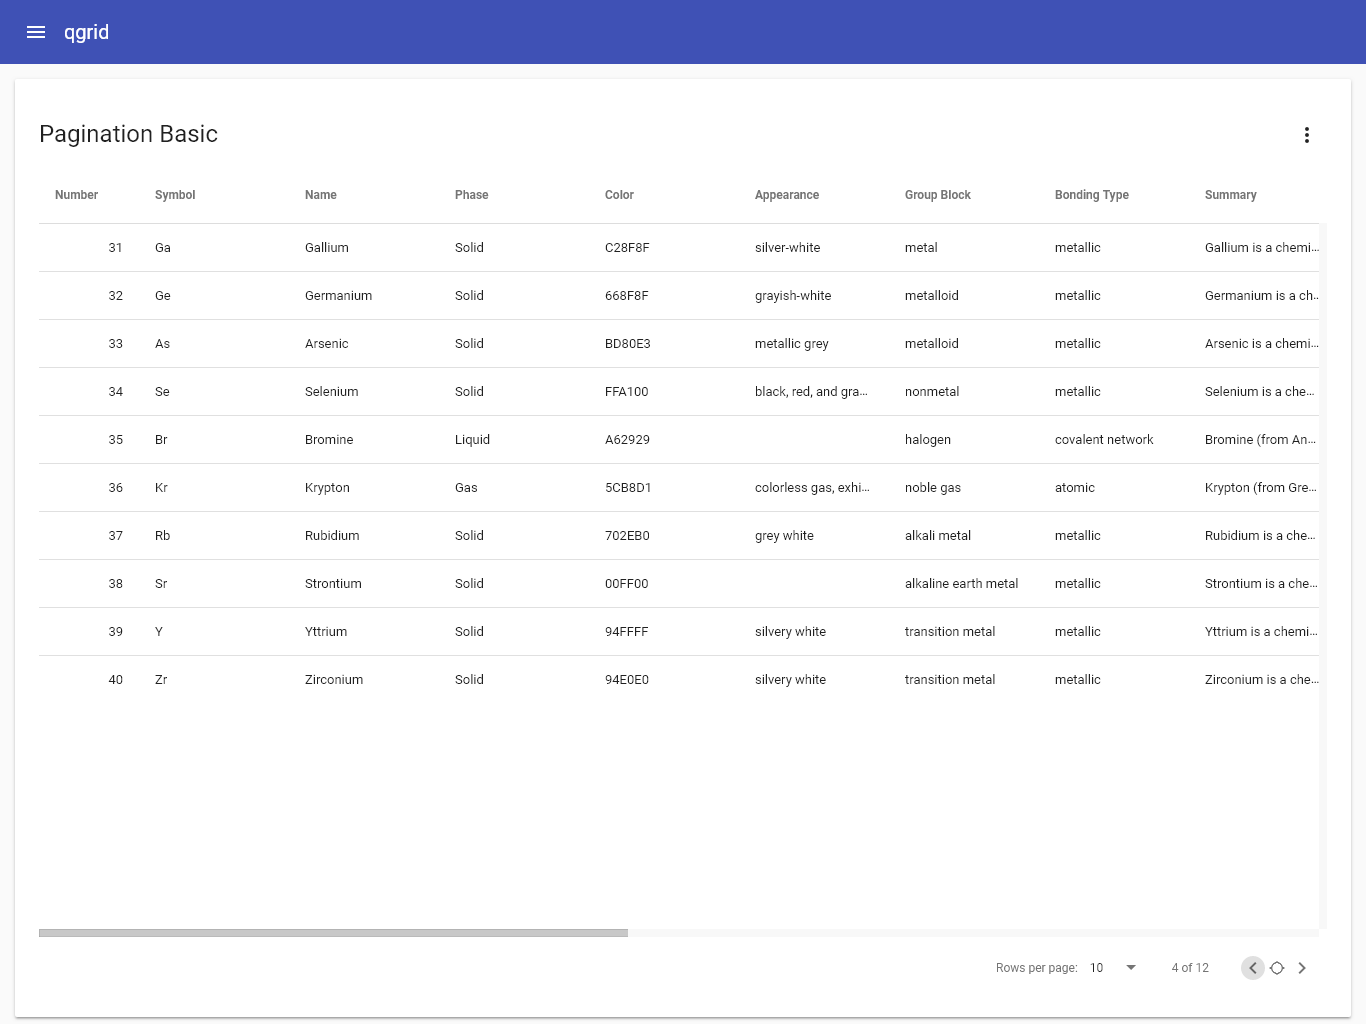 qgrid
Pagination Basic
Number Symbol Name Phase Color Appearance Group Block Bonding Type Summary
31 Ga Gallium Solid C28F8F silver-white metal metallic Gallium is a chemi...
32 Ge Germanium Solid 668F8F grayish-white metalloid metallic Germanium is a ch...
33 As Arsenic Solid BD80E3 metallic grey metalloid metallic Arsenic is a chemi...
34 Se Selenium Solid FFA100 black, red, and gra... nonmetal metallic Selenium is a che...
35 Br Bromine Liquid A62929 halogen covalent network Bromine (from An...
36 Kr Krypton Gas 5CB8D1 colorless gas, exhi... noble gas atomic Krypton (from Gre...
37 Rb Rubidium Solid 702EB0 grey white alkali metal metallic Rubidium is a che...
38 Sr Strontium Solid 00FF00 alkaline earth metal metallic Strontium is a che...
39 Y Yttrium Solid 94FFFF silvery white transition metal metallic Yttrium is a chemi...
40 Zr Zirconium Solid 94E0E0 silvery white transition metal metallic Zirconium is a che...
Rows per page: 10 4 of 12